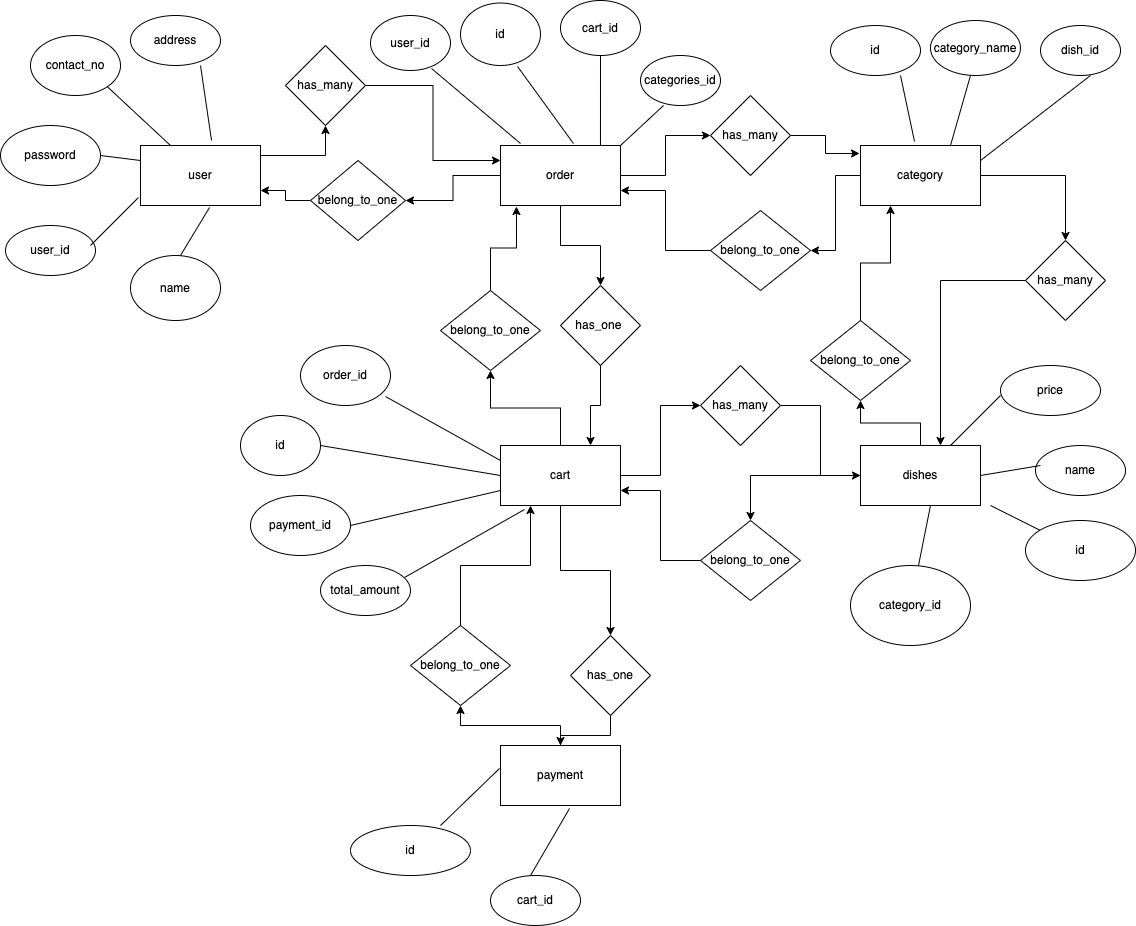 address
contact_no
password
user
user_id
name
has_many
belong_to_one
user_id
id
cart_id
categories_id
order
has_many
belong_to_one
id
category_name
dish_id
category
has_many
belong_to_one
belong_to_one
has_one
order_id
id
payment_id
total_amount
cart
has_many
belong_to_one
price
name
id
dishes
category_id
belong_to_one
has_one
payment
id
cart_id